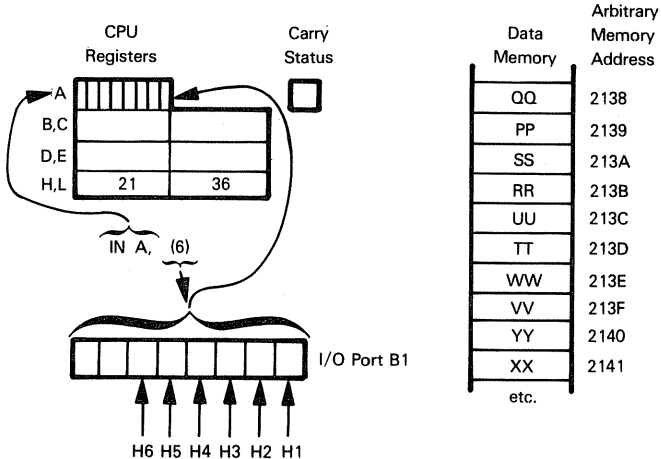 CPU
Registers
Carry
Status
Data
Memory
Arbitrary
Memory
Address
A
B,C
D,E
H,L 21 36
IN A, (6)
I/O Port B1
H6 H5 H4 H3 H2 H1
QQ 2138
PP 2139
SS 213A
RR 213B
UU 213C
TT 213D
WW 213E
VV 213F
YY 2140
XX 2141
etc.